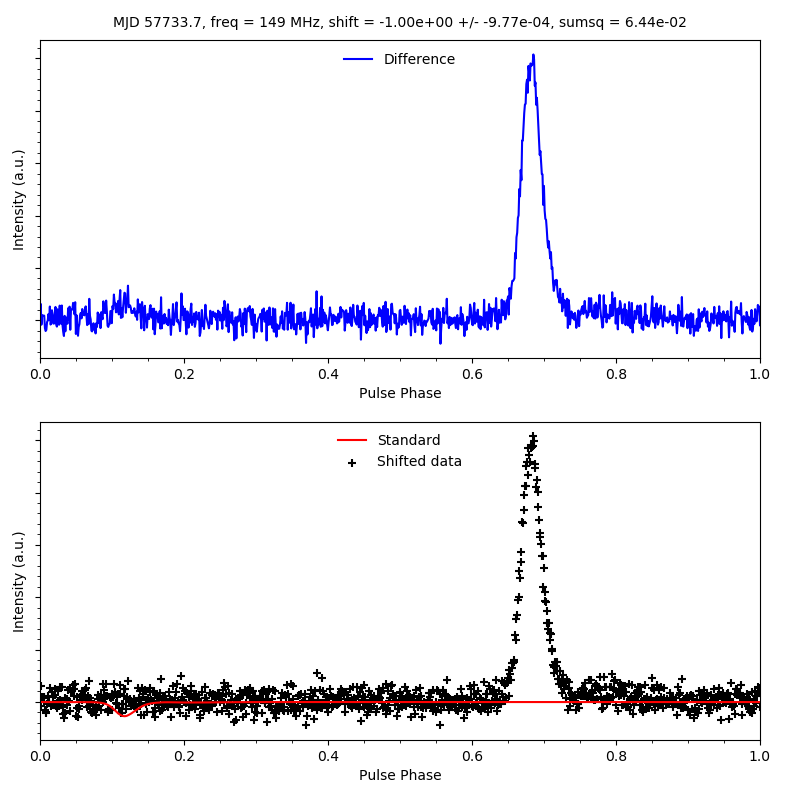 MJD 57733.7, freq = 149 MHz, shift = -1.00e+00 +/- -9.77e-04, sumsq = 6.44e-02
Difference
Intensity (a.u.)
0.0 0.2 0.4 0.6 0.8 1.0
Pulse Phase
Standard
Shifted data
Intensity (a.u.)
0.0 0.2 0.4 0.6 0.8 1.0
Pulse Phase